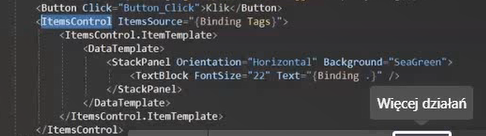 <Button Click="Button_Click">Klik</Button>
<ItemsControl ItemsSource="{Binding Tags}">
<ItemsControl.ItemTemplate>
<DataTemplate>
<StackPanel Orientation="Horizontal" Background="SeaGreen">
<TextBlock FontSize="22" Text="{Binding .}" />
</StackPanel>
</DataTemplate>
</ItemsControl.ItemTemplate>
</ItemsControl>
Więcej działań